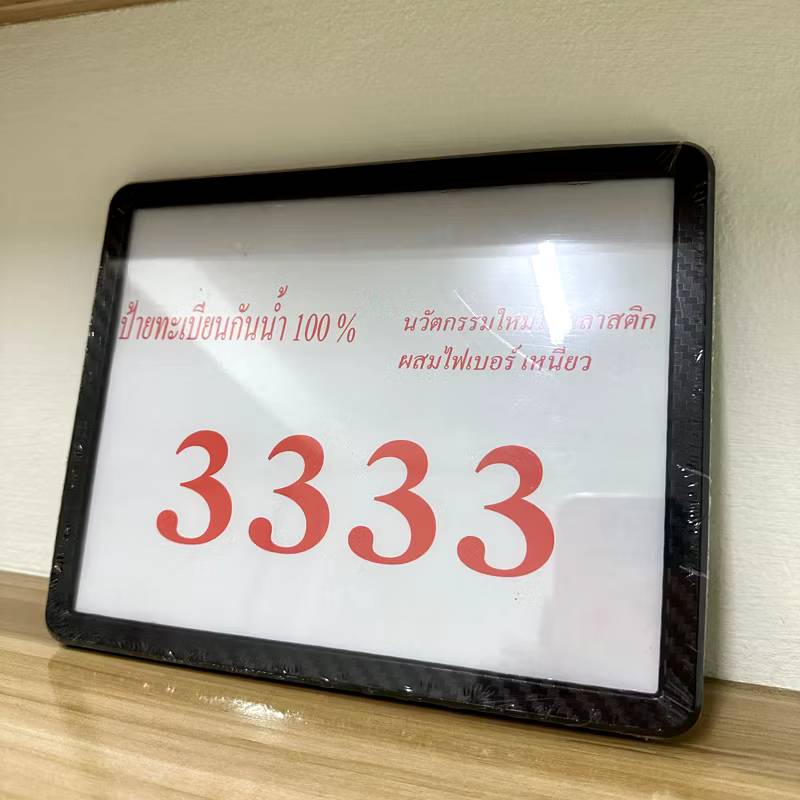 ป้ายทะเบียนกันน้ำ 100 %
นวัตกรรมใหม่
ผสมไฟเบอร์ เหนียว
3333